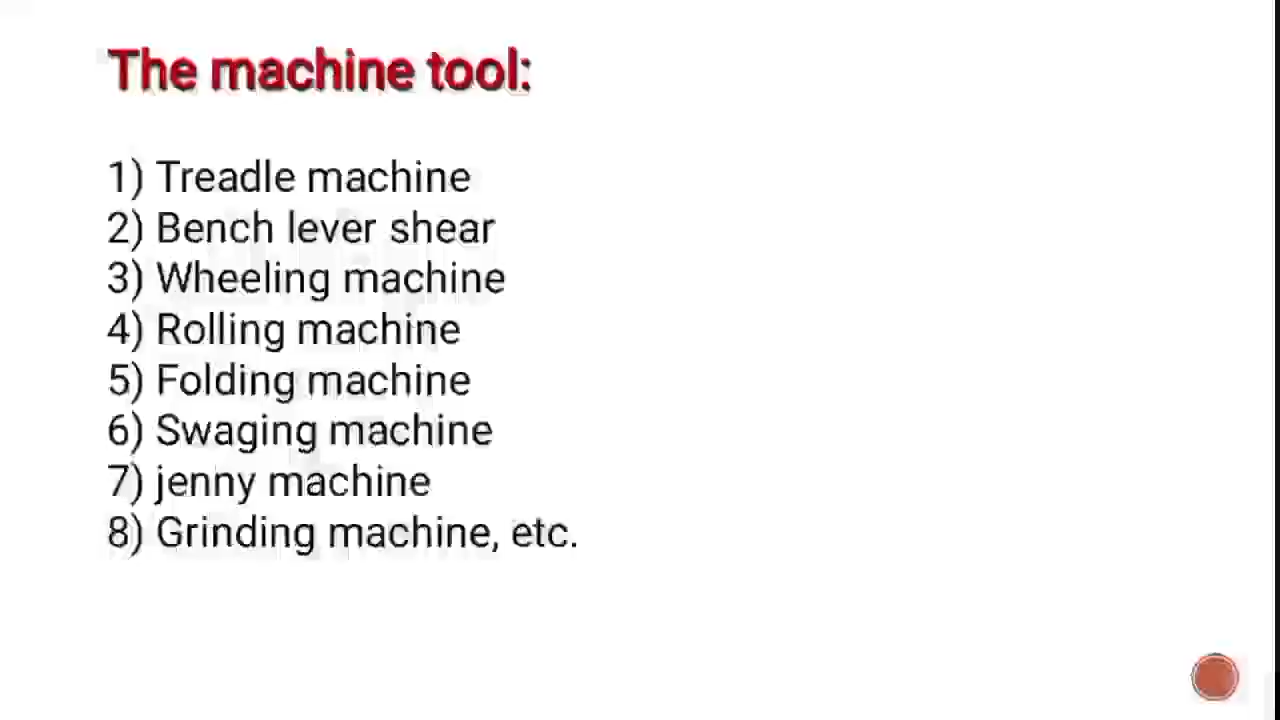 The machine tool:
1) Treadle machine
2) Bench lever shear
3) Wheeling machine
4) Rolling machine
5) Folding machine
6) Swaging machine
7) jenny machine
8) Grinding machine, etc.